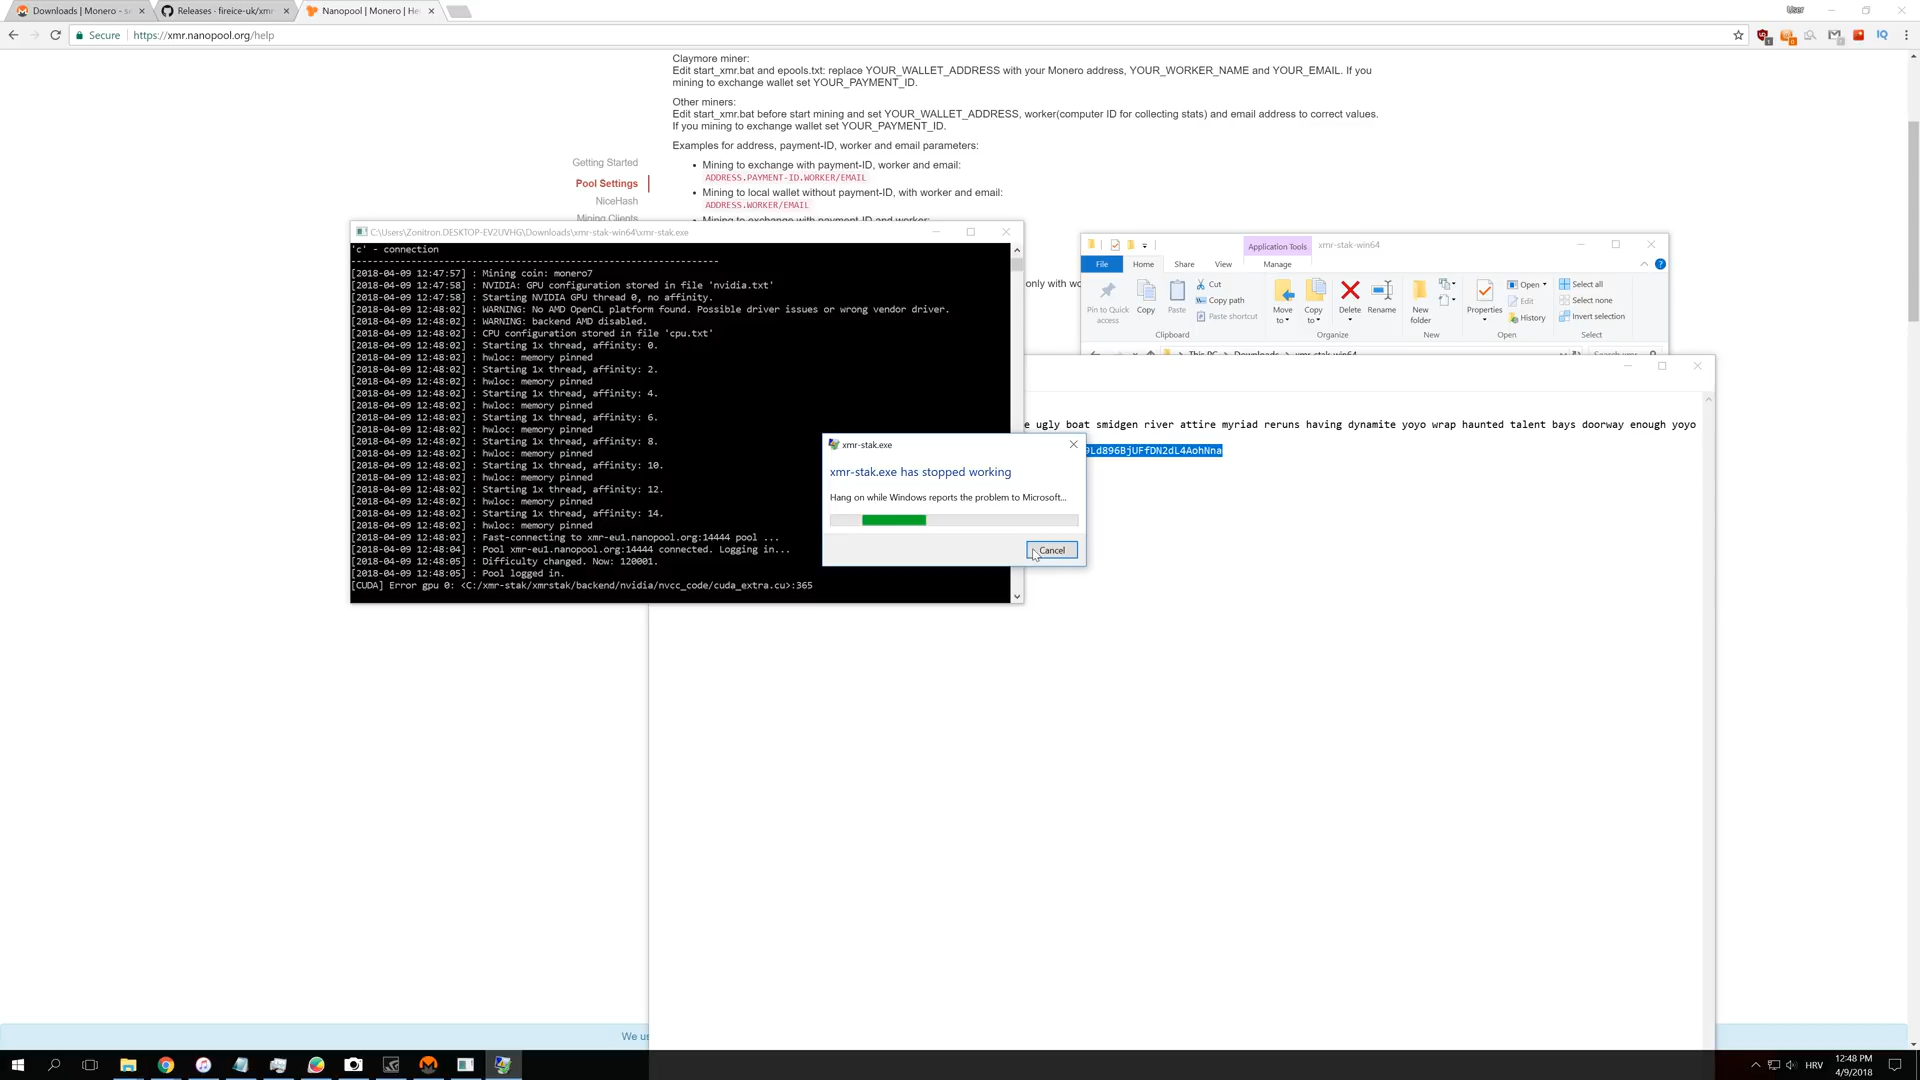 Downloads | Monero - s
Releases · fireice-uk/xmr
Nanopool | Monero | He
User
Secure
https://xmr.nanopool.org/help
IQ
Claymore miner:
Edit start_xmr.bat and epools.txt: replace YOUR_WALLET_ADDRESS with your Monero address, YOUR_WORKER_NAME and YOUR_EMAIL. If you
mining to exchange wallet set YOUR_PAYMENT_ID.
Other miners:
Edit start_xmr.bat before start mining and set YOUR_WALLET_ADDRESS, worker(computer ID for collecting stats) and email address to correct values.
If you mining to exchange wallet set YOUR_PAYMENT_ID.
Examples for address, payment-ID, worker and email parameters:
Mining to exchange with payment-ID, worker and email:
ADDRESS.PAYMENT-ID.WORKER/EMAIL
Mining to local wallet without payment-ID, with worker and email:
ADDRESS.WORKER/EMAIL
Mining to exchange with payment-ID and worker:
Getting Started
Pool Settings
NiceHash
Mining Clients
C:\Users\Zonitron.DESKTOP-EV2UVHG\Downloads\xmr-stak-win64\xmr-stak.exe
'c' - connection
-------------------------------------------------------------
[2018-04-09 12:47:57] : Mining coin: monero7
[2018-04-09 12:47:58] : NVIDIA: GPU configuration stored in file 'nvidia.txt'
[2018-04-09 12:47:58] : Starting NVIDIA GPU thread 0, no affinity.
[2018-04-09 12:48:02] : WARNING: No AMD OpenCL platform found. Possible driver issues or wrong vendor driver.
[2018-04-09 12:48:02] : WARNING: backend AMD disabled.
[2018-04-09 12:48:02] : CPU configuration stored in file 'cpu.txt'
[2018-04-09 12:48:02] : Starting 1x thread, affinity: 0.
[2018-04-09 12:48:02] : hwloc: memory pinned
[2018-04-09 12:48:02] : Starting 1x thread, affinity: 2.
[2018-04-09 12:48:02] : hwloc: memory pinned
[2018-04-09 12:48:02] : Starting 1x thread, affinity: 4.
[2018-04-09 12:48:02] : hwloc: memory pinned
[2018-04-09 12:48:02] : Starting 1x thread, affinity: 6.
[2018-04-09 12:48:02] : hwloc: memory pinned
[2018-04-09 12:48:02] : Starting 1x thread, affinity: 8.
[2018-04-09 12:48:02] : hwloc: memory pinned
[2018-04-09 12:48:02] : Starting 1x thread, affinity: 10.
[2018-04-09 12:48:02] : hwloc: memory pinned
[2018-04-09 12:48:02] : Starting 1x thread, affinity: 12.
[2018-04-09 12:48:02] : hwloc: memory pinned
[2018-04-09 12:48:02] : Starting 1x thread, affinity: 14.
[2018-04-09 12:48:02] : hwloc: memory pinned
[2018-04-09 12:48:02] : Fast-connecting to xmr-eu1.nanopool.org:14444 pool ...
[2018-04-09 12:48:04] : Pool xmr-eu1.nanopool.org:14444 connected. Logging in...
[2018-04-09 12:48:05] : Difficulty changed. Now: 120001.
[2018-04-09 12:48:05] : Pool logged in.
[CUDA] Error gpu 0: <C:/xmr-stak/xmrstak/backend/nvidia/nvcc_code/cuda_extra.cu>:365
xmr-stak.exe
xmr-stak.exe has stopped working
Hang on while Windows reports the problem to Microsoft...
Cancel
only with wo
Application Tools
xmr-stak-win64
File
Home
Share
View
Manage
Pin to Quick access
Copy
Paste
Cut
Copy path
Paste shortcut
Clipboard
Move to
Copy to
Delete
Rename
Organize
New folder
New
Properties
Open
Edit
History
Open
Select all
Select none
Invert selection
Select
This PC
Downloads
xmr-stak-win64
Search xmr
e ugly boat smidgen river attire myriad reruns having dynamite yoyo wrap haunted talent bays doorway enough yoyo
Ld896BjUFfDN2dL4AohNna
We us
HRV
12:48 PM
4/9/2018